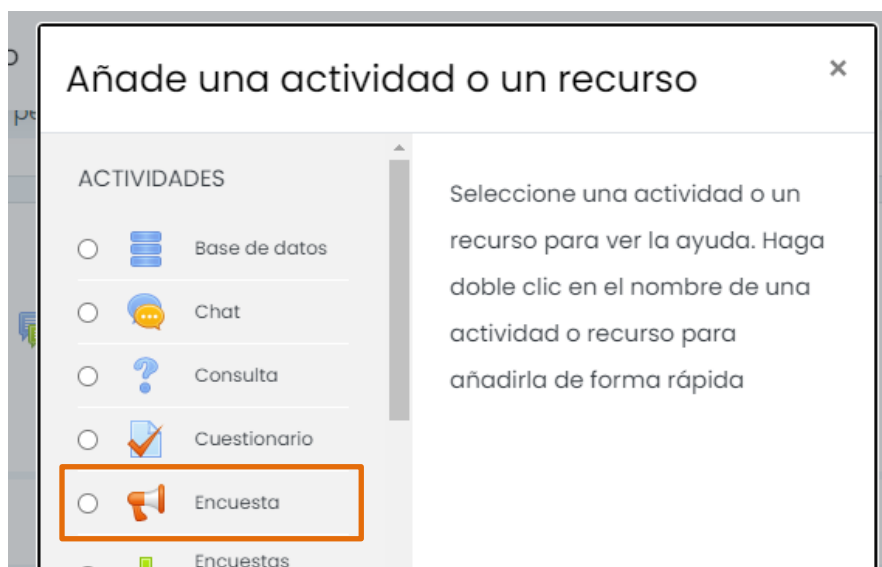 Añade una actividad o un recurso
×
ACTIVIDADES
Base de datos
Chat
Consulta
Cuestionario
Encuesta
Encuestas
Seleccione una actividad o un
recurso para ver la ayuda. Haga
doble clic en el nombre de una
actividad o recurso para
añadirla de forma rápida